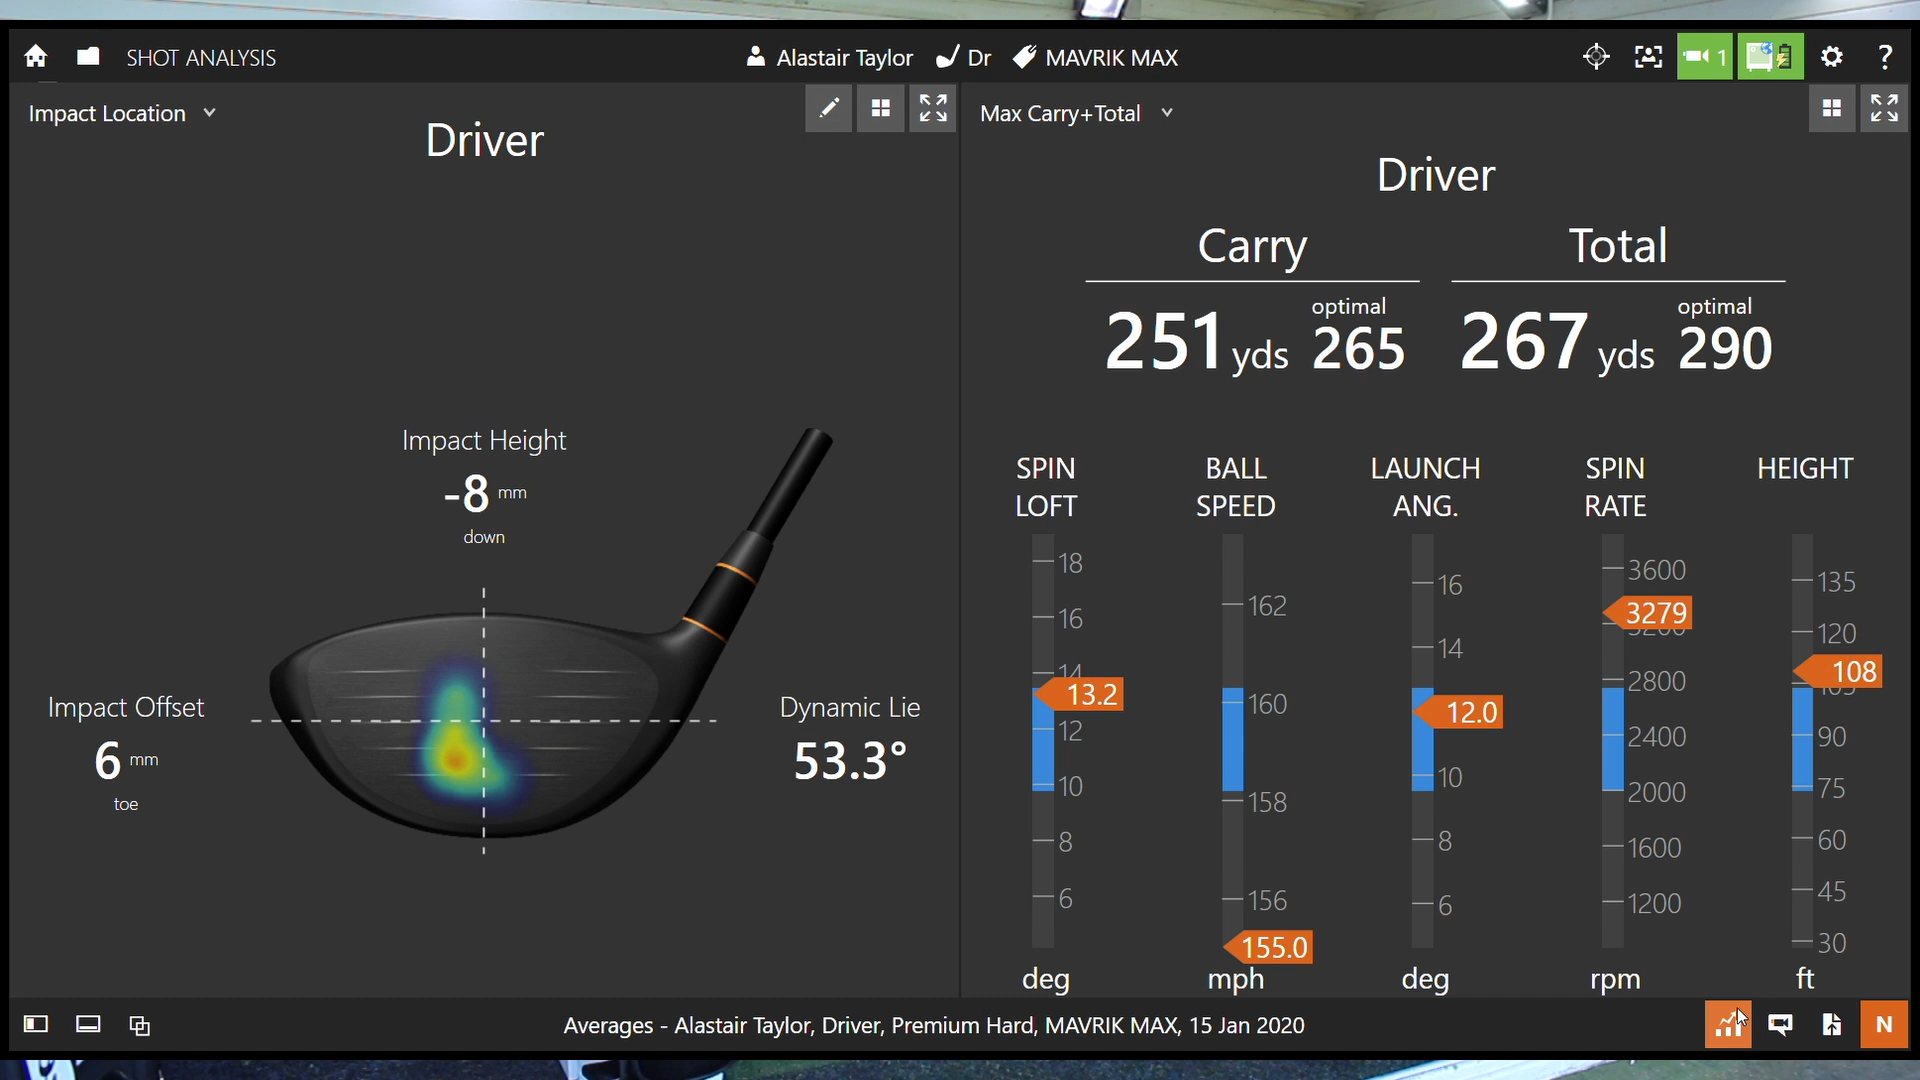 SHOT ANALYSIS
Alastair Taylor
Dr
MAVRIK MAX
1
?
Impact Location
Driver
Impact Height
-8 mm
down
Impact Offset
6 mm
toe
Dynamic Lie
53.3°
Max Carry+Total
Driver
Carry
Total
251 yds
optimal
265
267 yds
optimal
290
SPIN
LOFT
18
16
14
13.2
12
10
8
6
deg
BALL
SPEED
162
160
158
156
155.0
mph
LAUNCH
ANG.
16
14
12.0
10
8
6
deg
SPIN
RATE
3600
3279
3200
2800
2400
2000
1600
1200
rpm
HEIGHT
135
120
108
105
90
75
60
45
30
ft
Averages - Alastair Taylor, Driver, Premium Hard, MAVRIK MAX, 15 Jan 2020
N